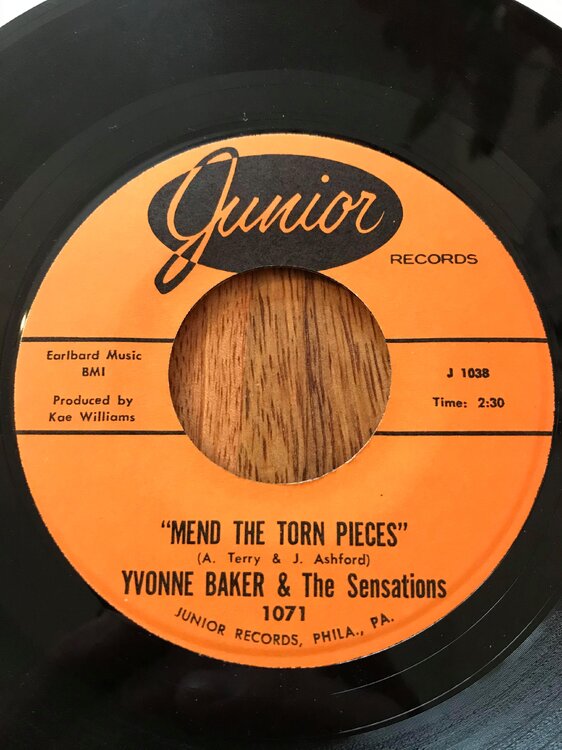 Junior
RECORDS
Earlbard Music
BMI
Produced by
Kae Williams
J 1038
Time: 2:30
"MEND THE TORN PIECES"
(A. Terry & J. Ashford)
YVONNE BAKER & The Sensations
1071
JUNIOR RECORDS, PHILA., PA.